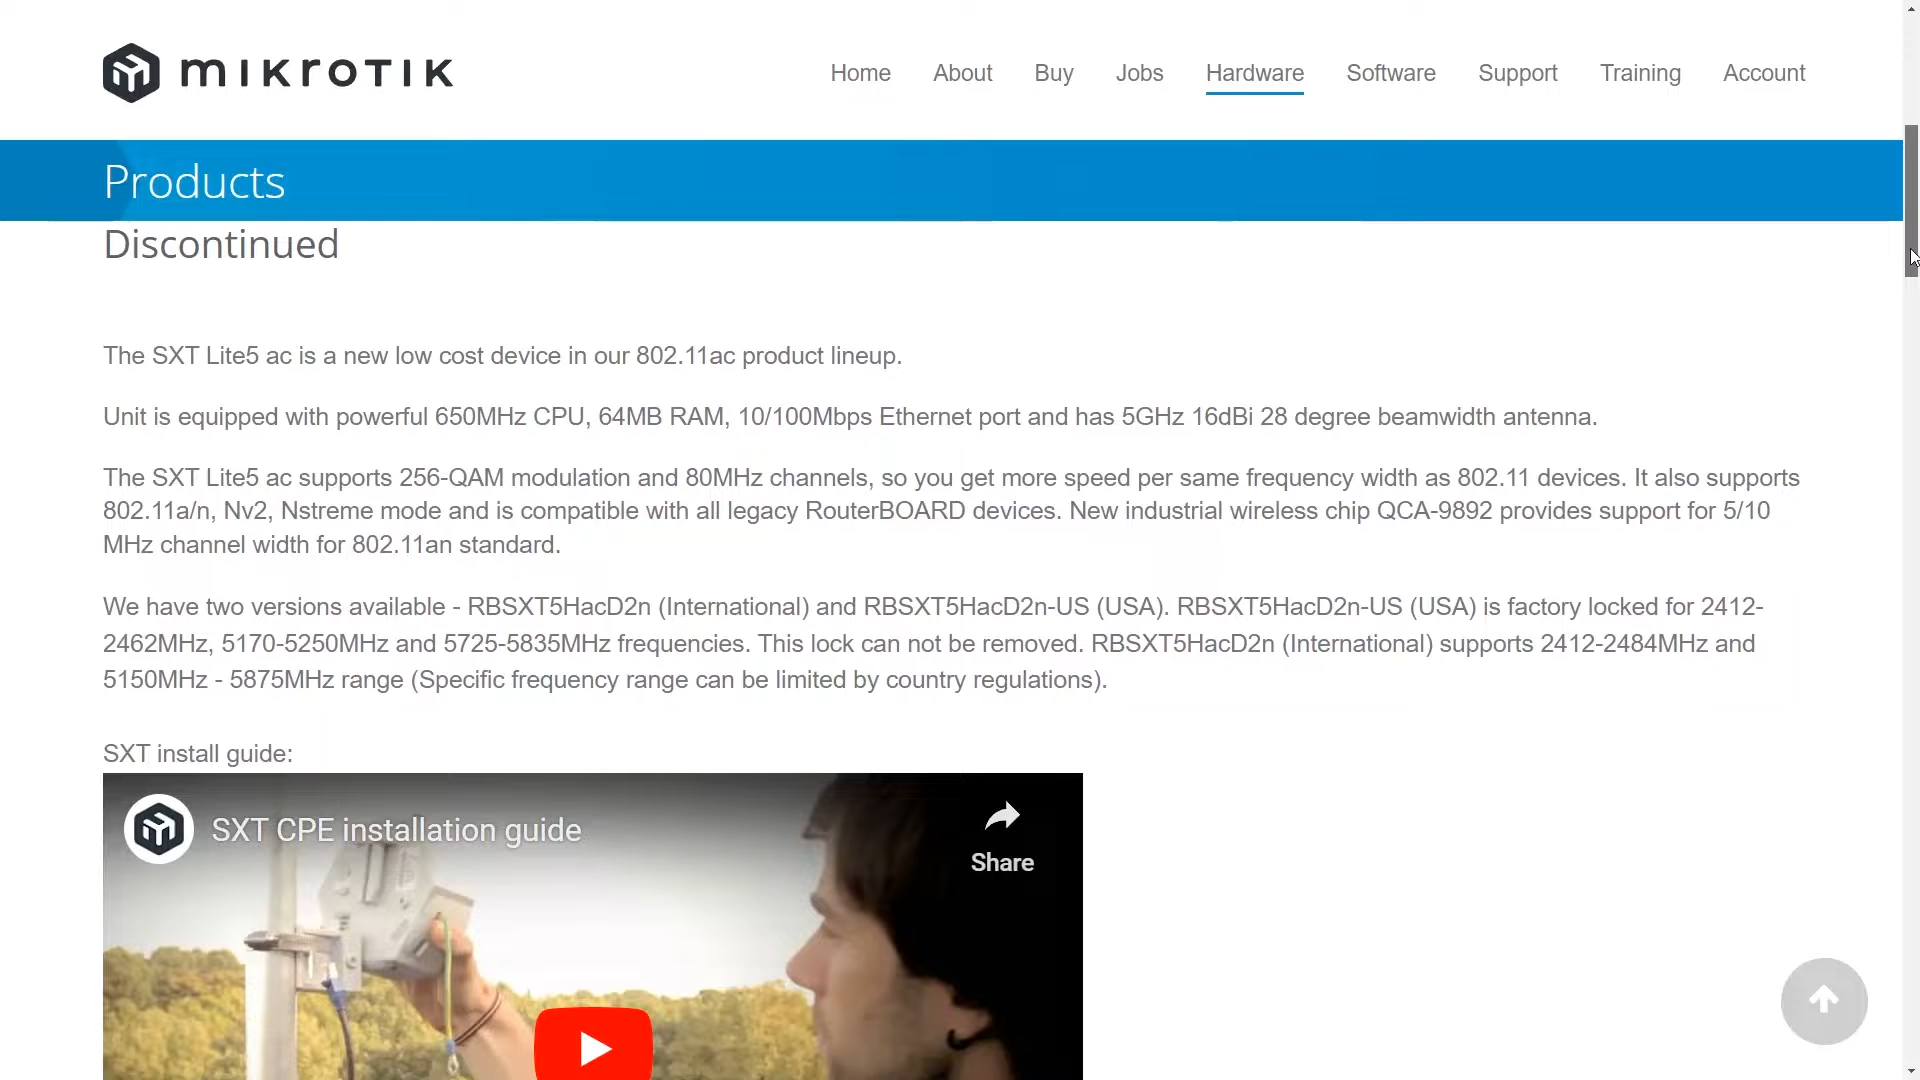 mikrotik
Home About Buy Jobs Hardware Software Support Training Account
Products
Discontinued
The SXT Lite5 ac is a new low cost device in our 802.11ac product lineup.
Unit is equipped with powerful 650MHz CPU, 64MB RAM, 10/100Mbps Ethernet port and has 5GHz 16dBi 28 degree beamwidth antenna.
The SXT Lite5 ac supports 256-QAM modulation and 80MHz channels, so you get more speed per same frequency width as 802.11 devices. It also supports
802.11a/n, Nv2, Nstreme mode and is compatible with all legacy RouterBOARD devices. New industrial wireless chip QCA-9892 provides support for 5/10
MHz channel width for 802.11an standard.
We have two versions available - RBSXT5HacD2n (International) and RBSXT5HacD2n-US (USA). RBSXT5HacD2n-US (USA) is factory locked for 2412-
2462MHz, 5170-5250MHz and 5725-5835MHz frequencies. This lock can not be removed. RBSXT5HacD2n (International) supports 2412-2484MHz and
5150MHz - 5875MHz range (Specific frequency range can be limited by country regulations).
SXT install guide:
SXT CPE installation guide
Share